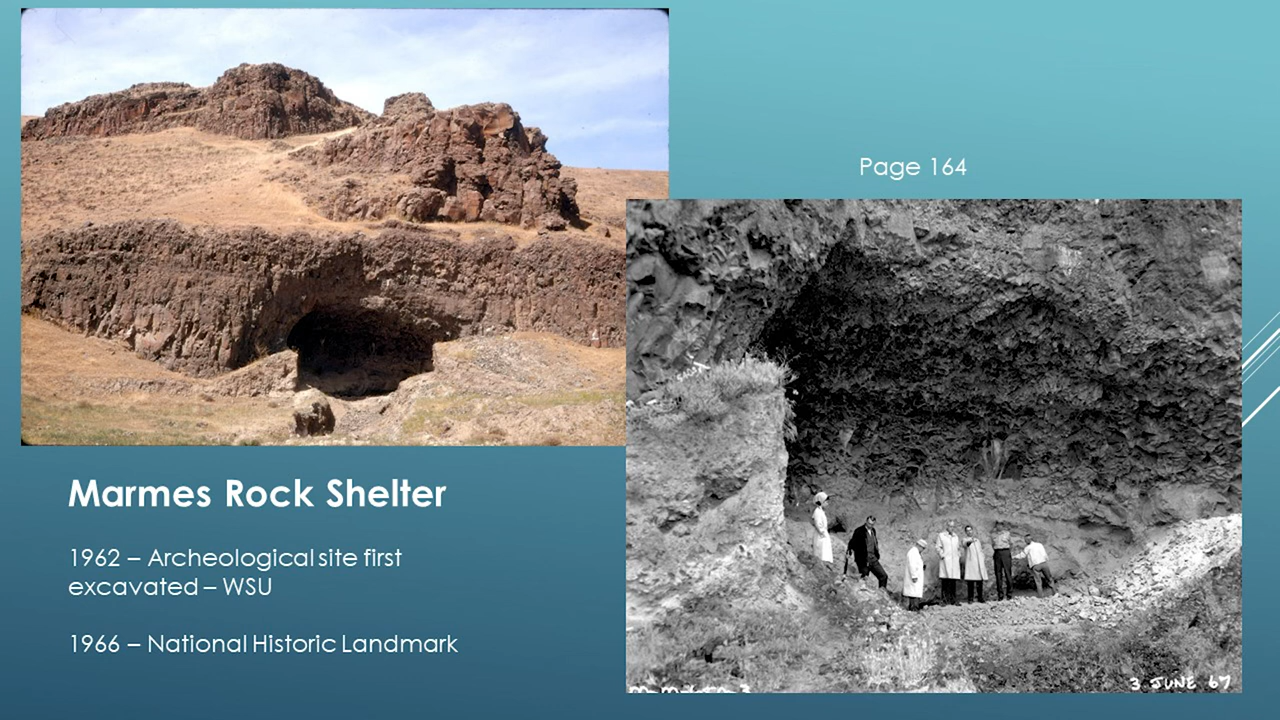 Page 164
Marmes Rock Shelter
1962 – Archeological site first
excavated – WSU
1966 – National Historic Landmark
3 JUNE 67